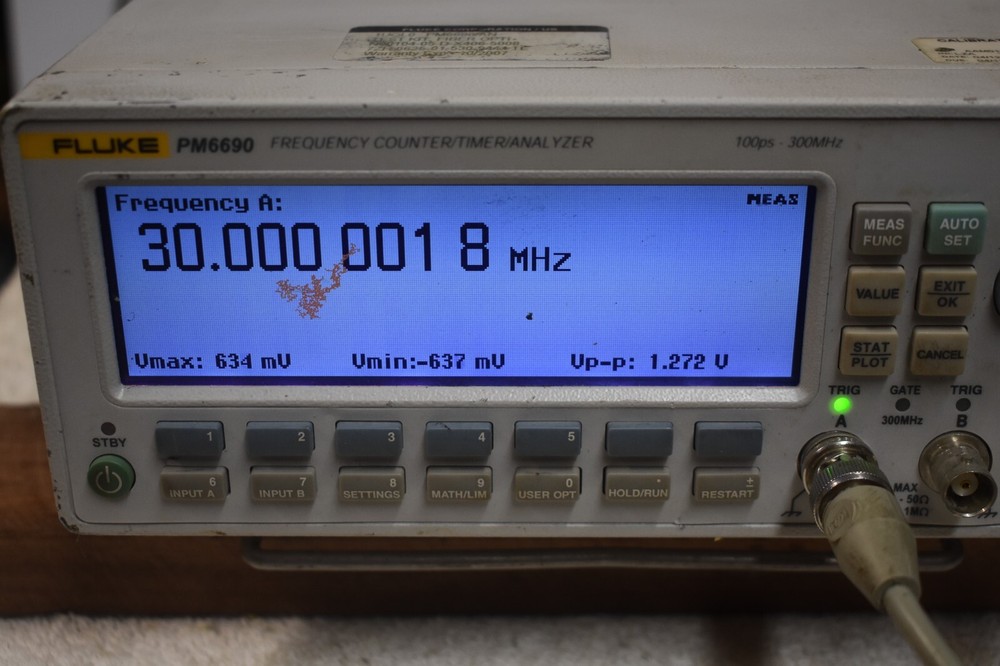 FLUKE CORPORATION
FLUKE PM6690 FREQUENCY COUNTER/TIMER/ANALYZER 100ps - 300MHz
Frequency A: MEAS
30.000 001 8 MHz
Vmax: 634 mV Vmin:-637 mV Vp-p: 1.272 V
MEAS FUNC
AUTO SET
VALUE
EXIT OK
STAT PLOT
CANCEL
TRIG GATE TRIG
A 300MHz B
STBY
1 2 3 4 5
6 7 8 9 0 . ±
INPUT A INPUT B SETTINGS MATH/LIM USER OPT HOLD/RUN RESTART
MAX
50Ω
1MΩ